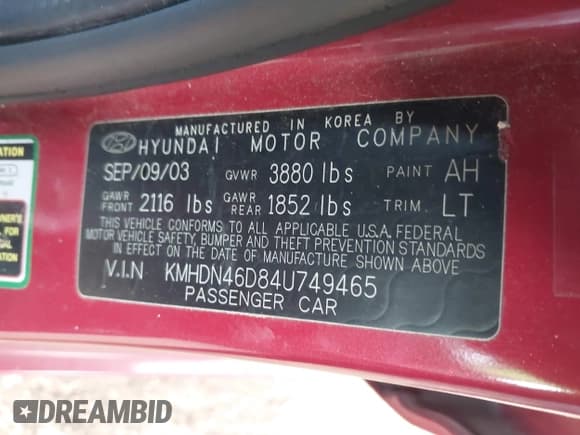 MANUFACTURED IN KOREA BY
HYUNDAI MOTOR COMPANY
SEP/09/03 GVWR 3880 lbs PAINT AH
GAWR FRONT 2116 lbs GAWR REAR 1852 lbs TRIM. LT
THIS VEHICLE CONFORMS TO ALL APPLICABLE U.S.A. FEDERAL
MOTOR VEHICLE SAFETY, BUMPER AND THEFT PREVENTION STANDARDS
IN EFFECT ON THE DATE OF MANUFACTURE SHOWN ABOVE
V.I.N KMHDN46D84U749465
PASSENGER CAR
DREAMBID